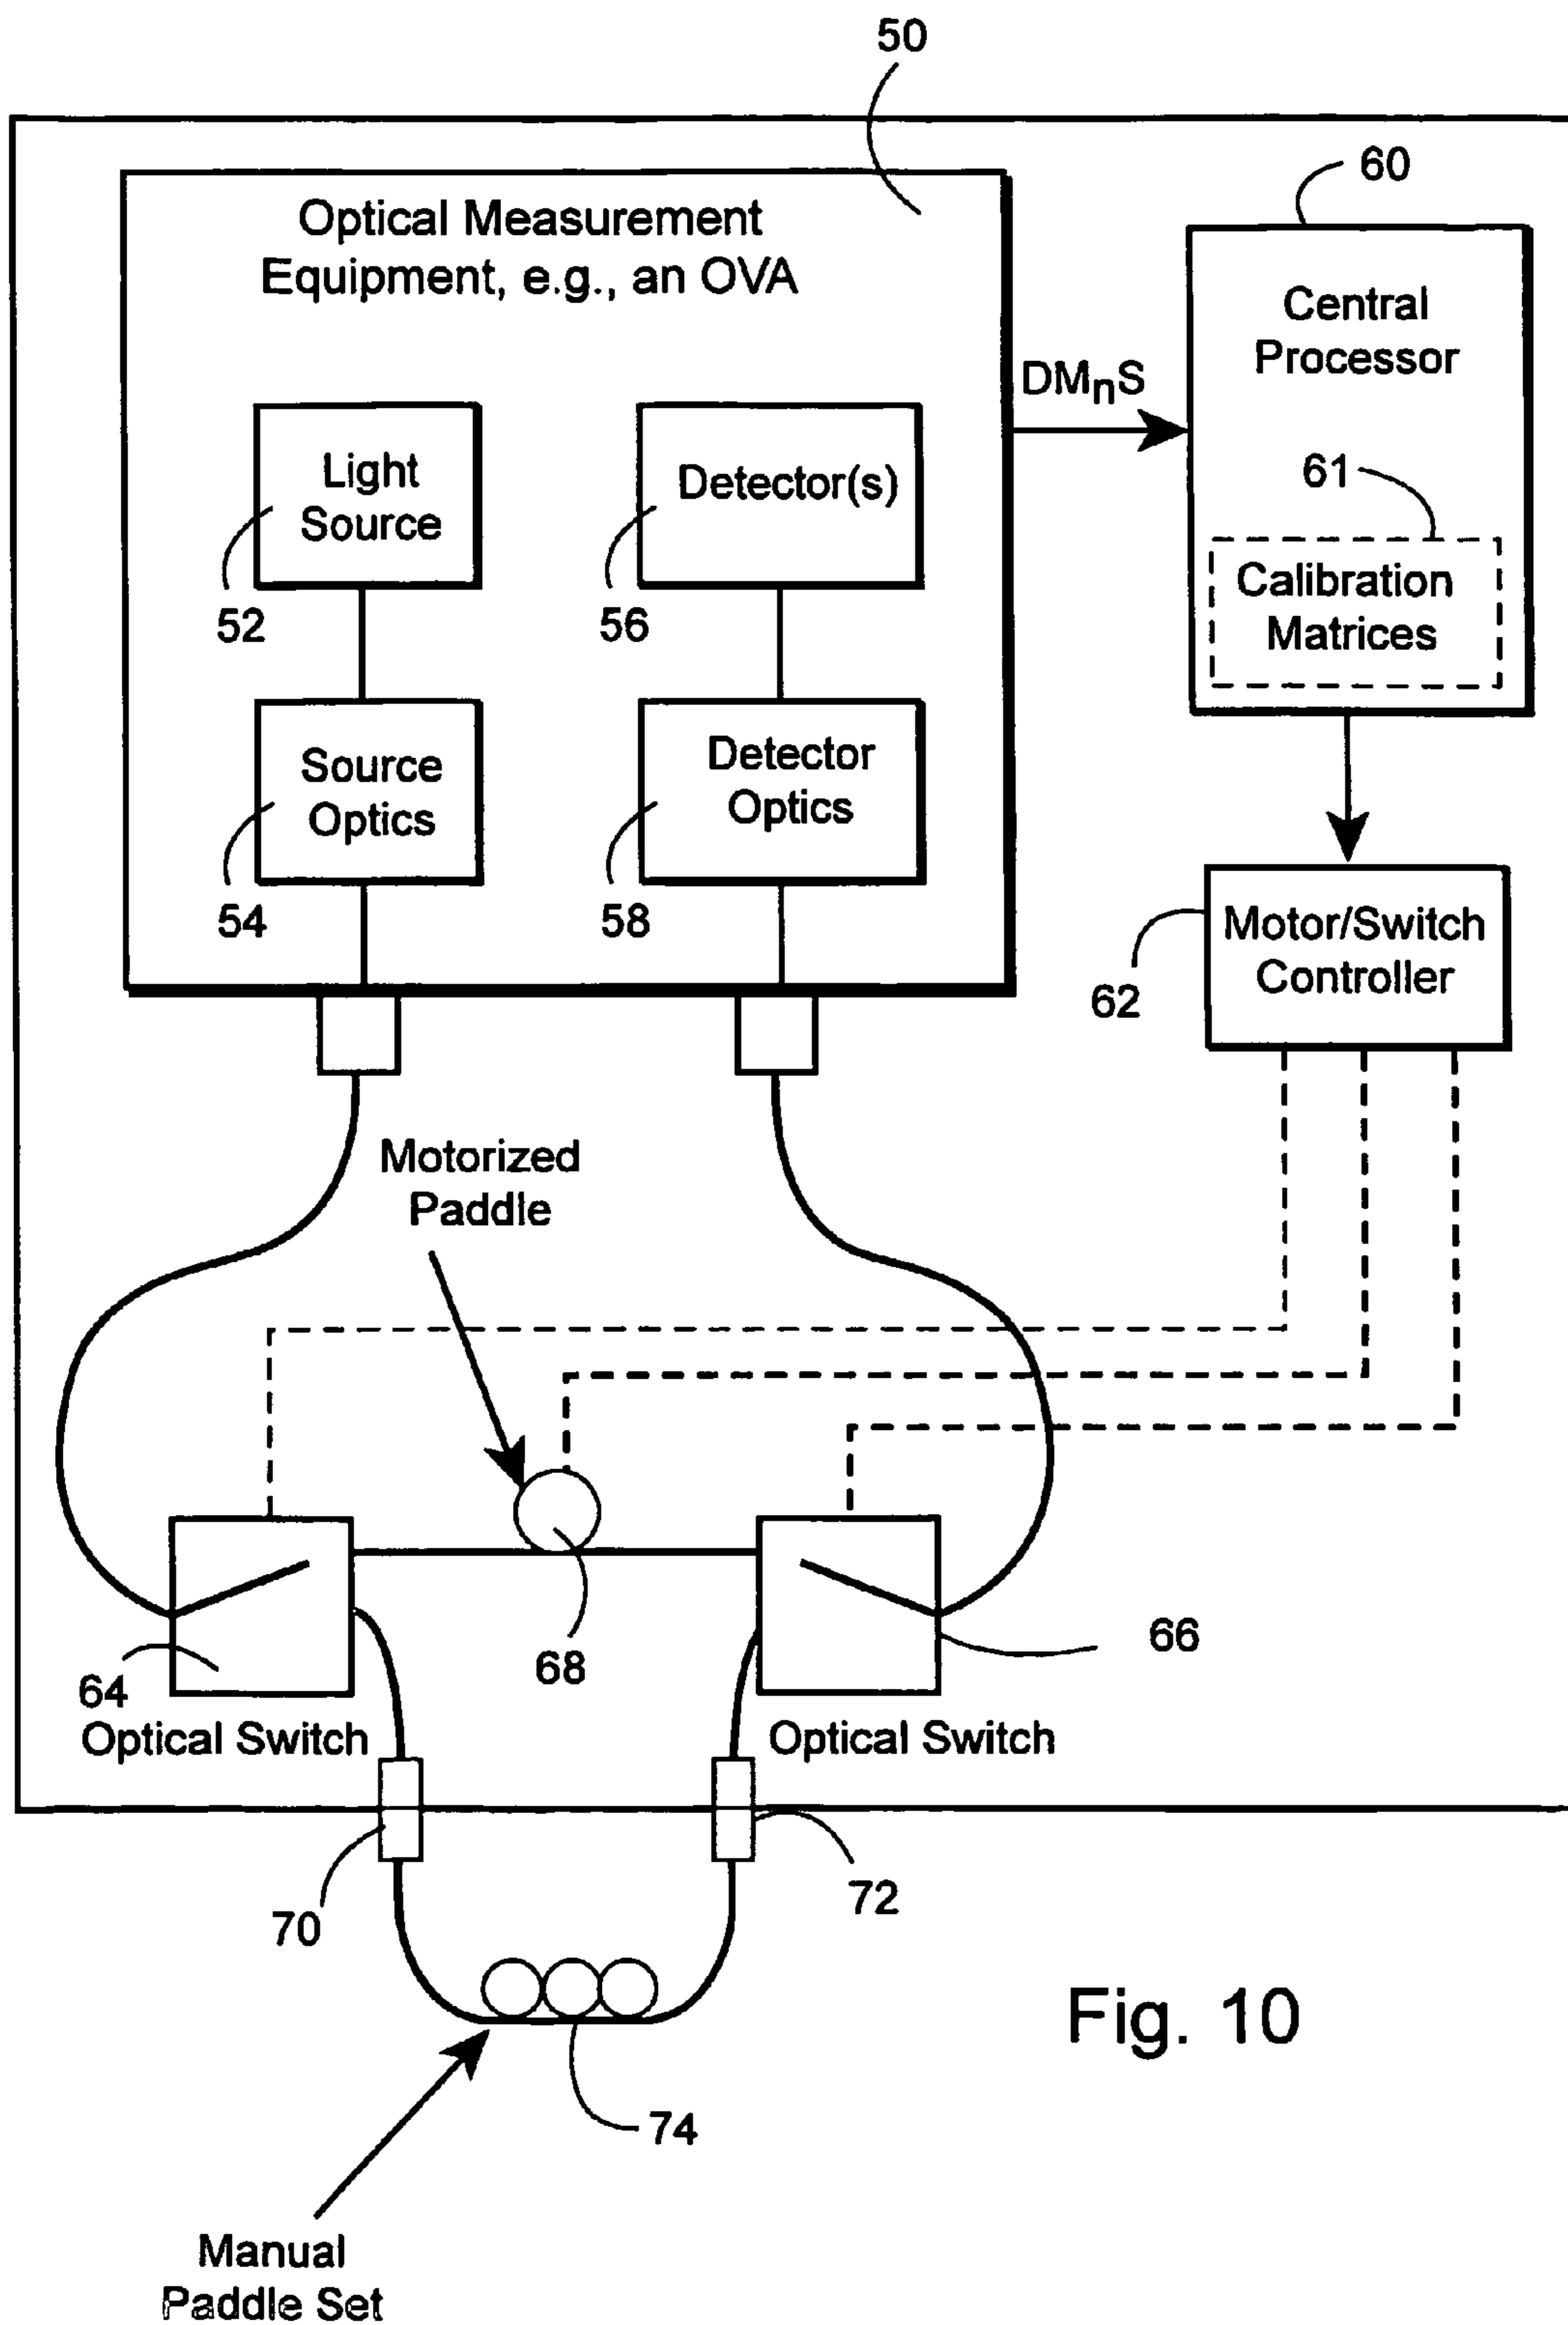 50
60
Optical Measurement
Equipment, e.g., an OVA
Central
Processor
DMnS
61
Light
Source
Detector(s)
Calibration
Matrices
52
56
Source
Optics
Detector
Optics
54
58
Motor/Switch
Controller
62
Motorized
Paddle
68
66
64
Optical Switch
Optical Switch
70
72
Fig. 10
74
Manual
Paddle Set